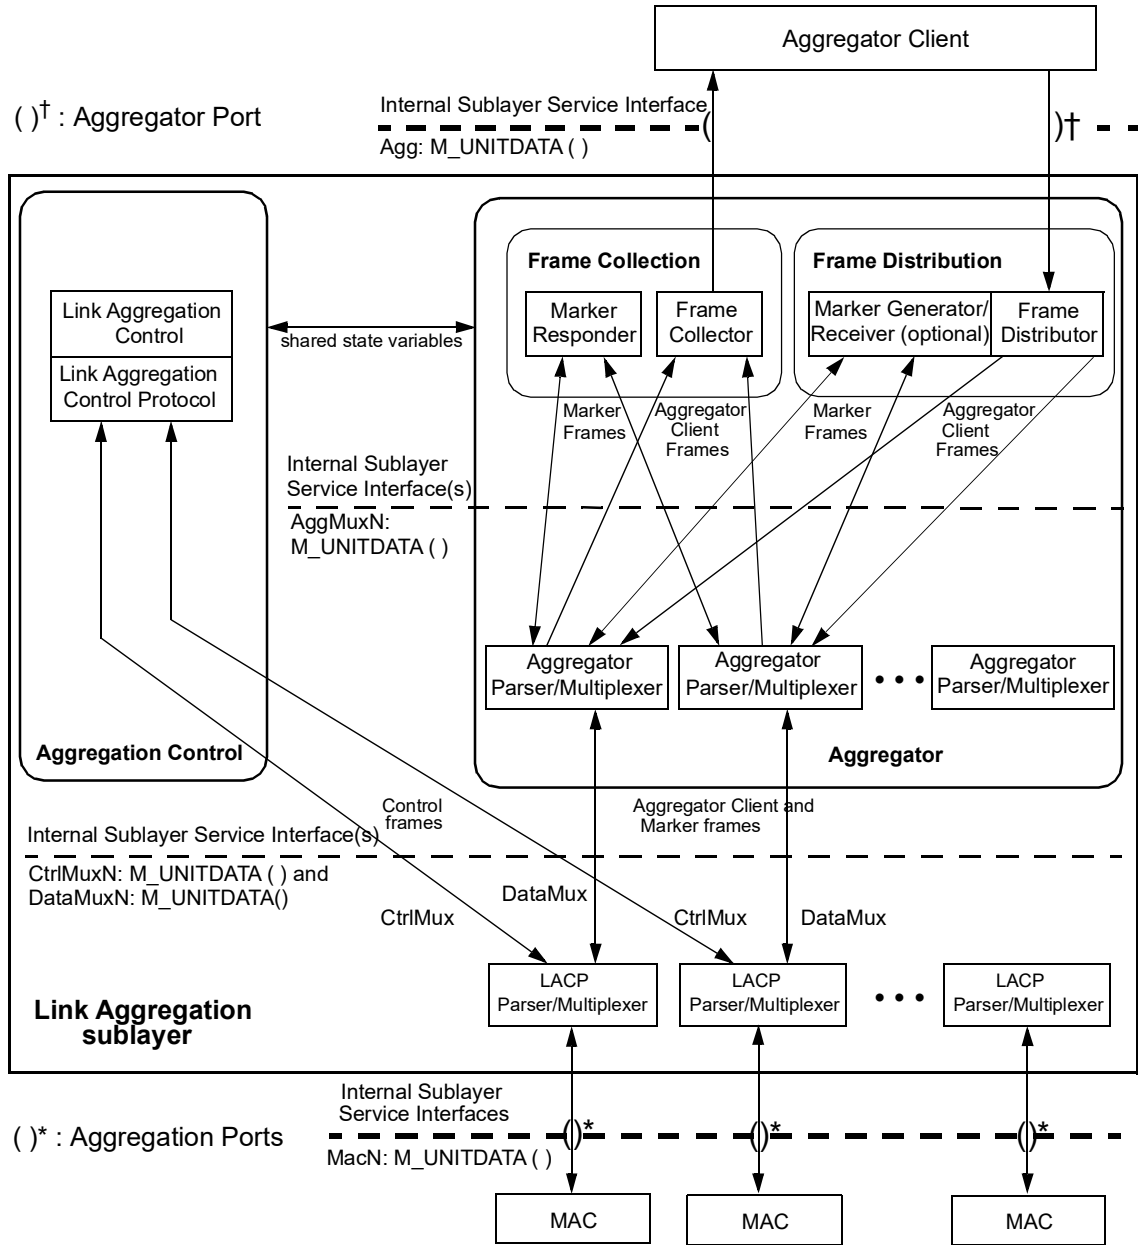 Aggregator Client
( )† : Aggregator Port
Internal Sublayer Service Interface
( )†
Agg: M_UNITDATA ( )
Frame Collection
Frame Distribution
Link Aggregation
Control
Link Aggregation
Control Protocol
shared state variables
Marker
Responder
Frame
Collector
Marker Generator/
Receiver (optional)
Frame
Distributor
Marker
Frames
Aggregator
Client
Frames
Marker
Frames
Aggregator
Client
Frames
Internal Sublayer
Service Interface(s)
AggMuxN:
M_UNITDATA ( )
Aggregator
Parser/Multiplexer
Aggregator
Parser/Multiplexer
• • •
Aggregator
Parser/Multiplexer
Aggregation Control
Aggregator
Control
frames
Aggregator Client and
Marker frames
Internal Sublayer Service Interface(s)
CtrlMuxN: M_UNITDATA ( ) and
DataMuxN: M_UNITDATA()
CtrlMux
DataMux
CtrlMux
DataMux
LACP
Parser/Multiplexer
LACP
Parser/Multiplexer
• • •
LACP
Parser/Multiplexer
Link Aggregation
sublayer
Internal Sublayer
Service Interfaces
( )* : Aggregation Ports
()*
()*
()*
MacN: M_UNITDATA ( )
MAC
MAC
MAC